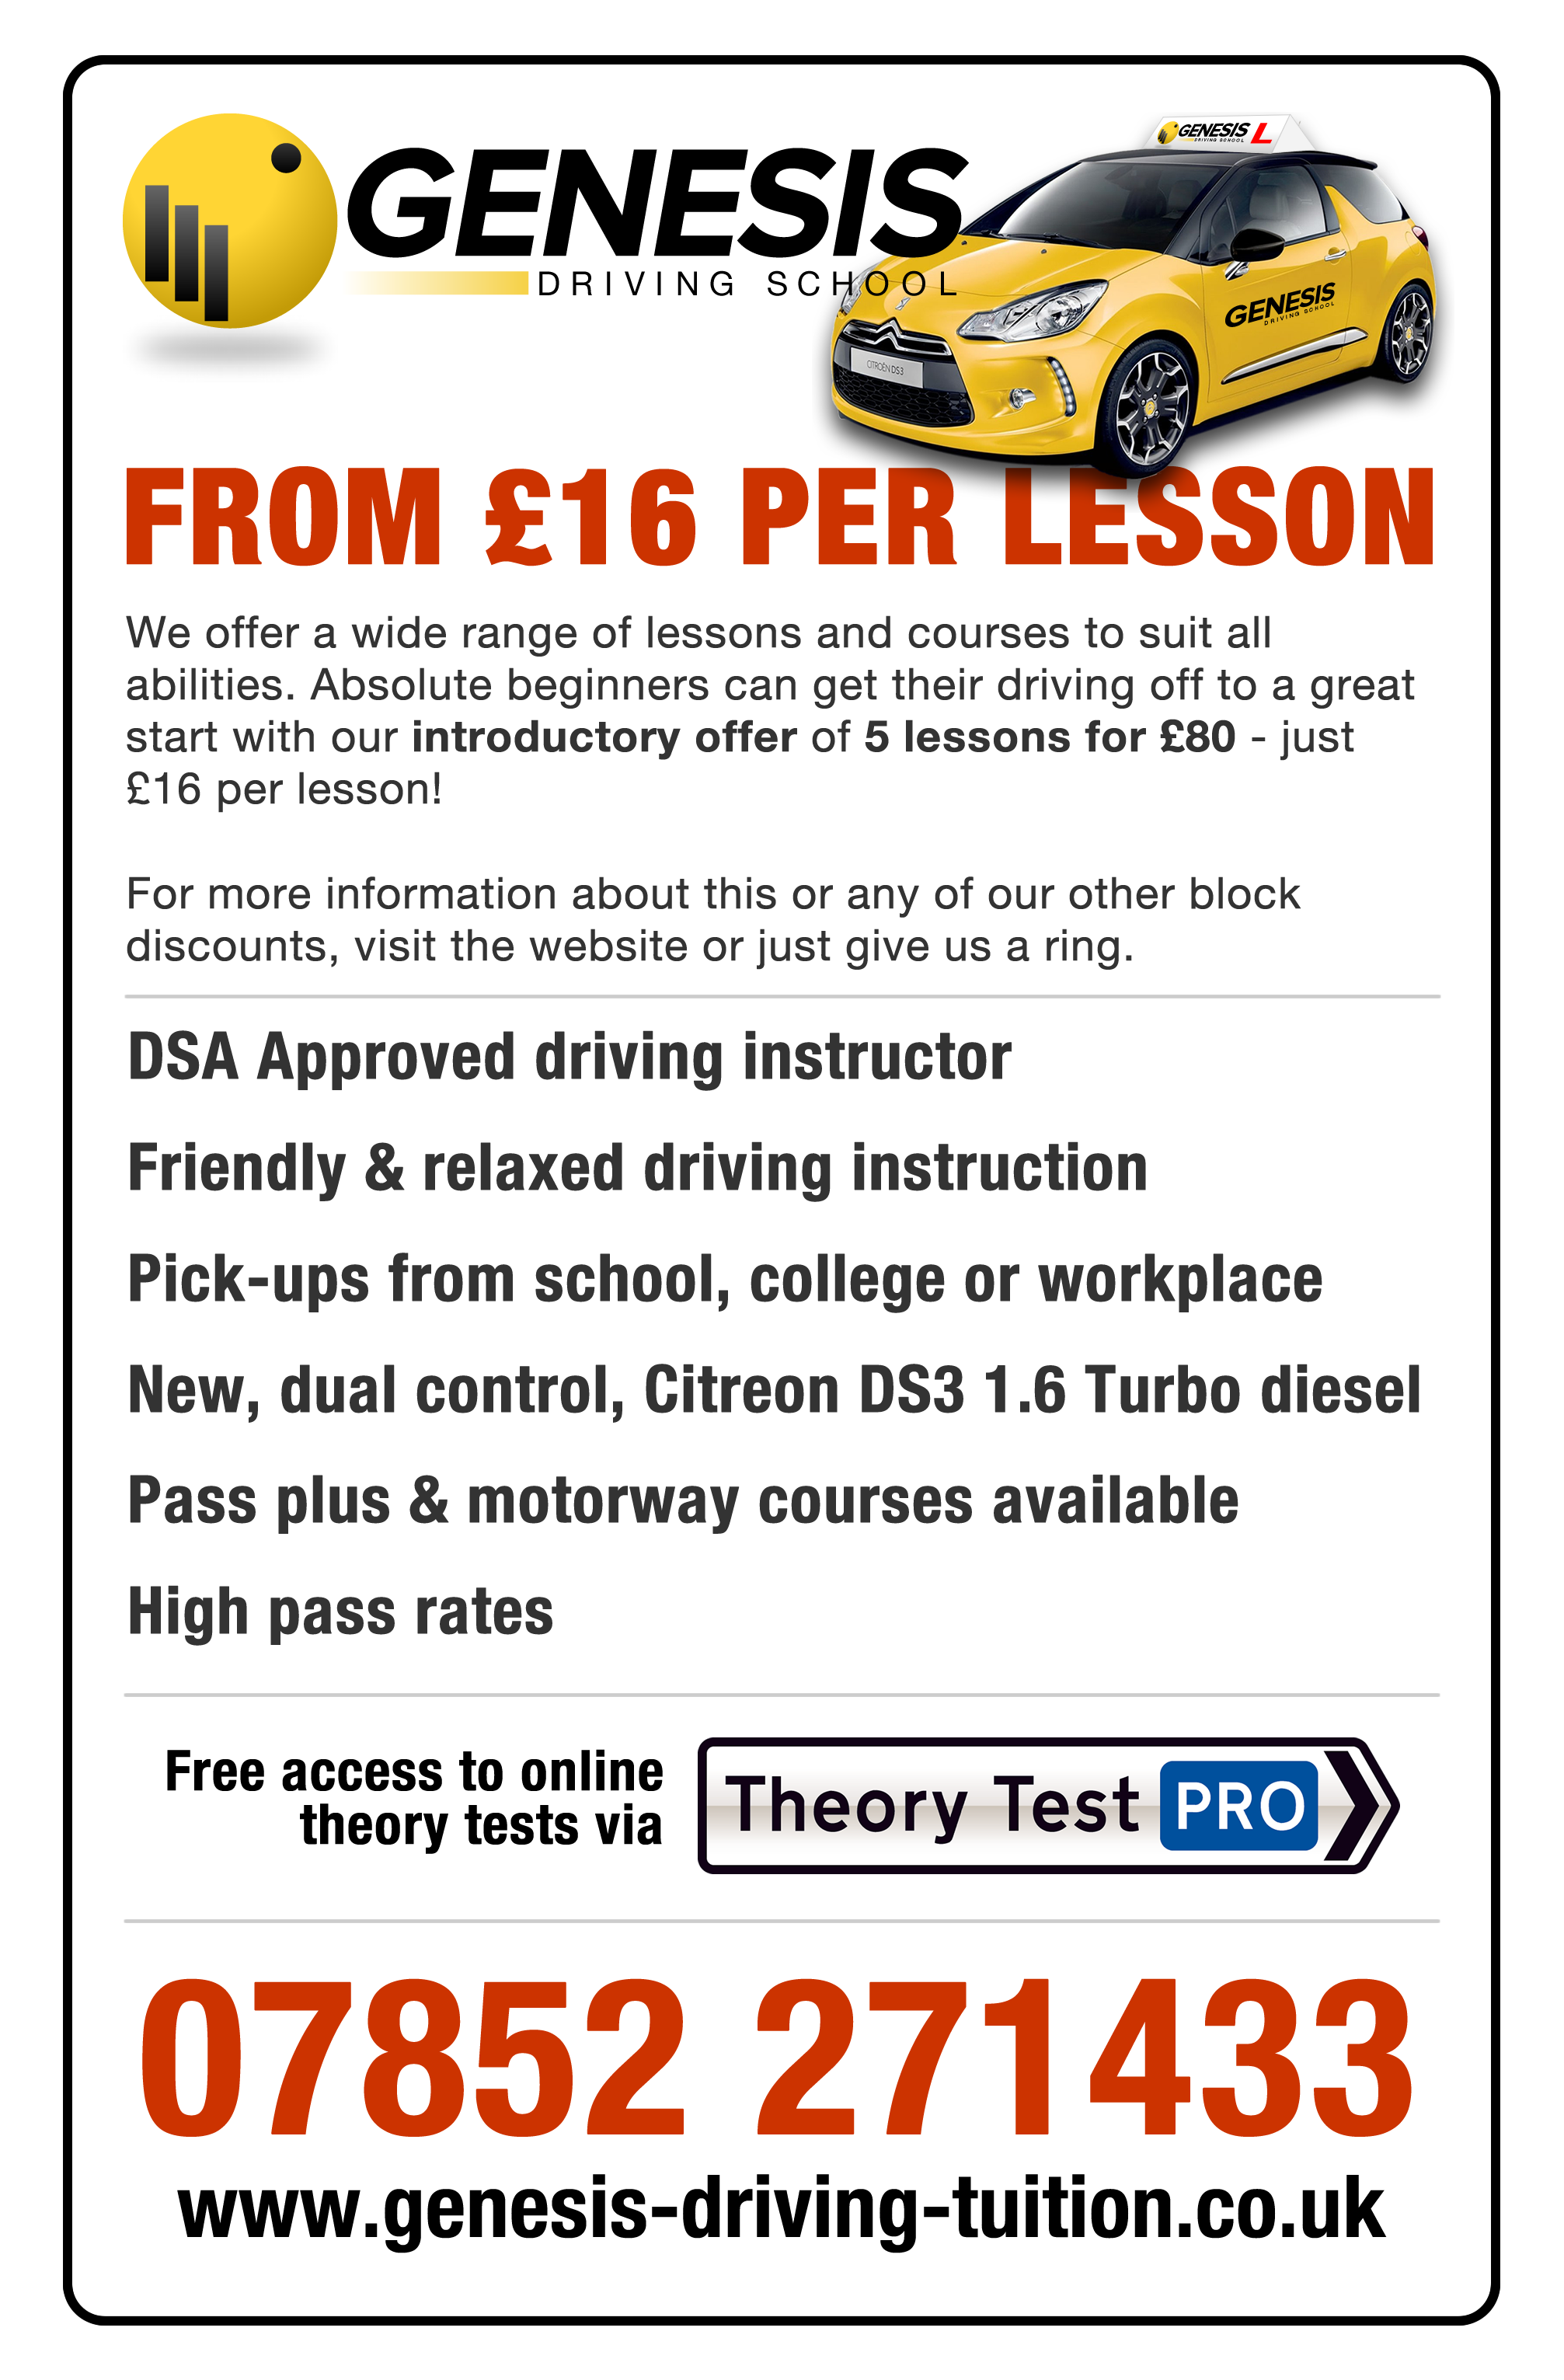 GENESIS
DRIVING SCHOOL
GENESIS L
DRIVING SCHOOL
GENESIS
DRIVING SCHOOL
CITROËN DS3
FROM £16 PER LESSON
We offer a wide range of lessons and courses to suit all
abilities. Absolute beginners can get their driving off to a great
start with our introductory offer of 5 lessons for £80 - just
£16 per lesson!
For more information about this or any of our other block
discounts, visit the website or just give us a ring.
DSA Approved driving instructor
Friendly & relaxed driving instruction
Pick-ups from school, college or workplace
New, dual control, Citreon DS3 1.6 Turbo diesel
Pass plus & motorway courses available
High pass rates
Free access to online
theory tests via
Theory Test PRO
07852 271433
www.genesis-driving-tuition.co.uk